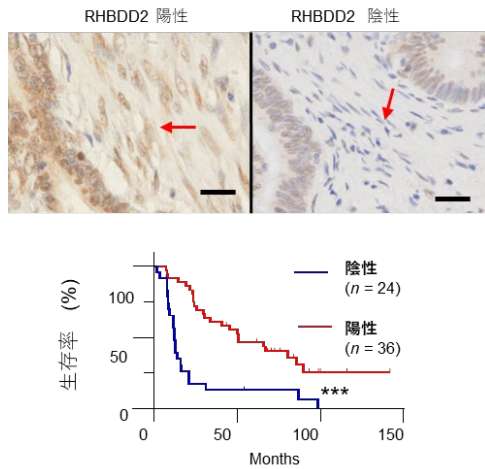 RHBDD2 陽性
RHBDD2 陰性
生存率 (%)
100
50
0
陰性
(n = 24)
陽性
(n = 36)
***
0 50 100 150
Months